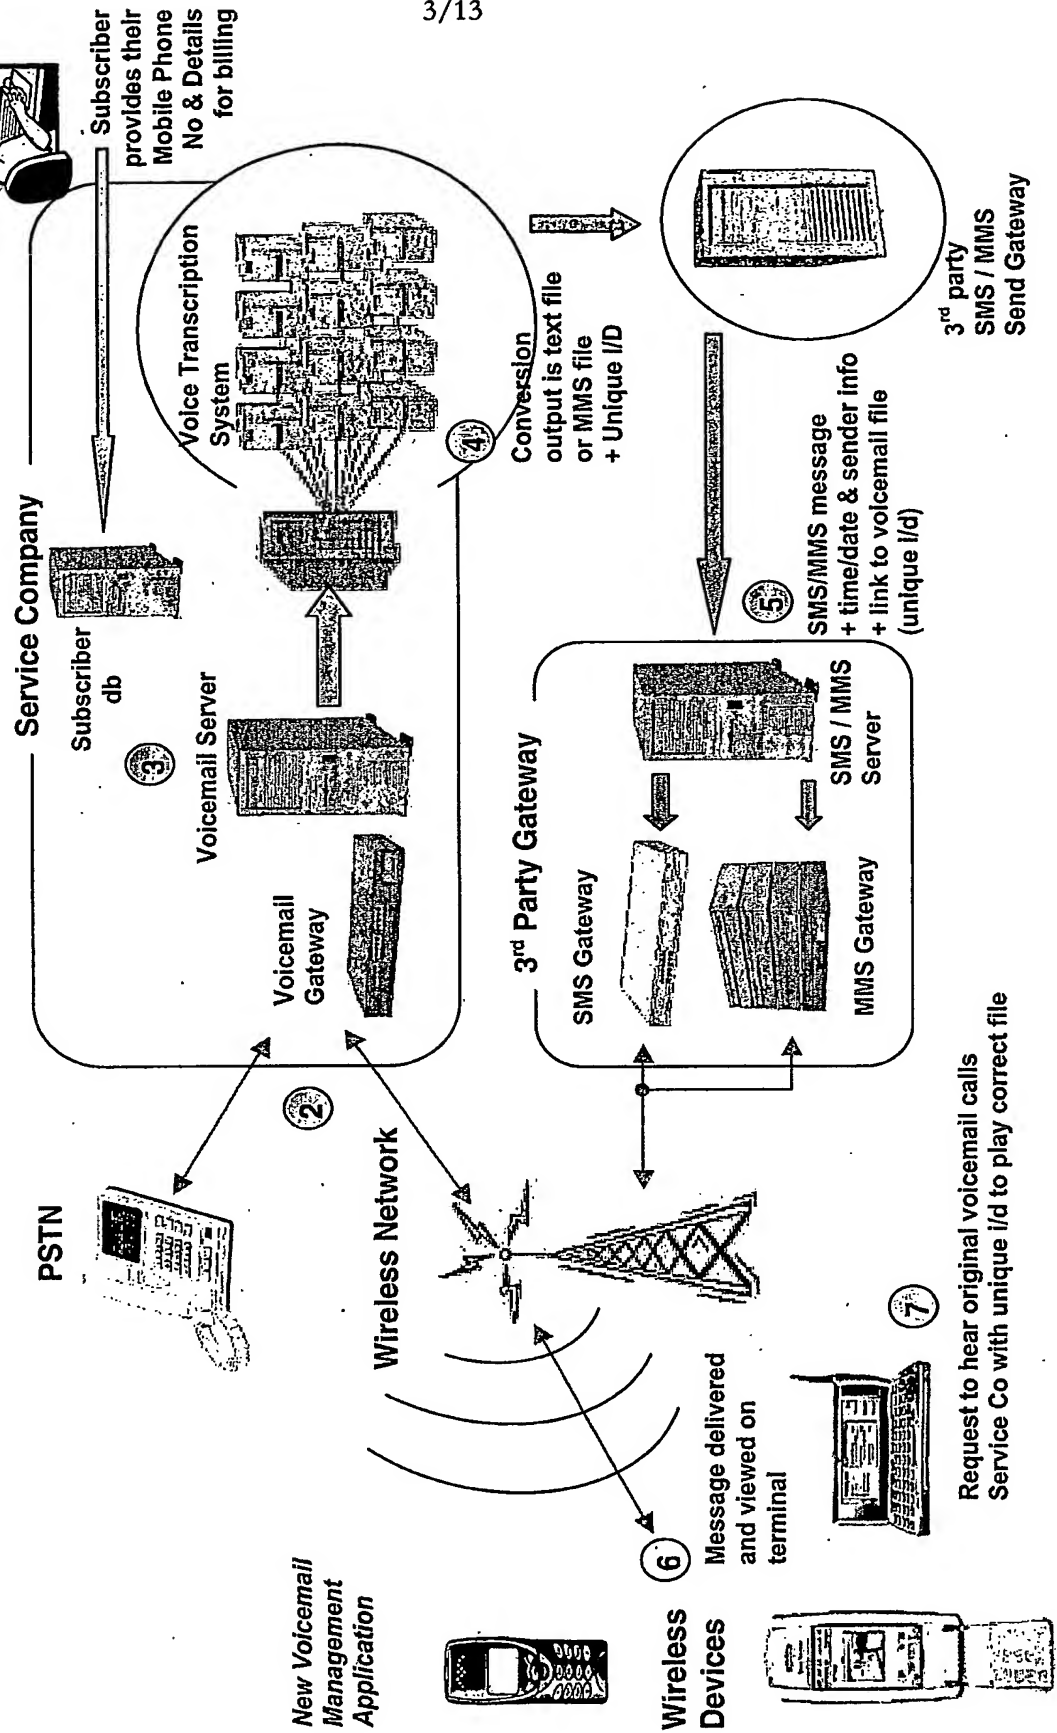 3/13
Subscriber
provides their
Mobile Phone
No & Details
for billing
Service Company
Subscriber
db
3
Voicemail Server
Voicemail
Gateway
Voice Transcription
System
4
Conversion
output is text file
or MMS file
+ Unique I/D
3rd party
SMS / MMS
Send Gateway
5
SMS/MMS message
+ time/date & sender info
+ link to voicemail file
(unique i/d)
3rd Party Gateway
SMS / MMS
Server
SMS Gateway
MMS Gateway
PSTN
2
Wireless Network
New Voicemail
Management
Application
6
Message delivered
and viewed on
terminal
Wireless
Devices
7
Request to hear original voicemail calls
Service Co with unique i/d to play correct file